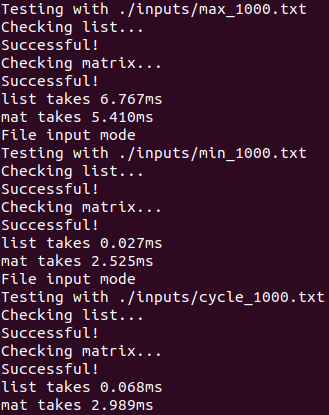 Testing with ./inputs/max_1000.txt
Checking list...
Successful!
Checking matrix...
Successful!
list takes 6.767ms
mat takes 5.410ms
File input mode
Testing with ./inputs/min_1000.txt
Checking list...
Successful!
Checking matrix...
Successful!
list takes 0.027ms
mat takes 2.525ms
File input mode
Testing with ./inputs/cycle_1000.txt
Checking list...
Successful!
Checking matrix...
Successful!
list takes 0.068ms
mat takes 2.989ms